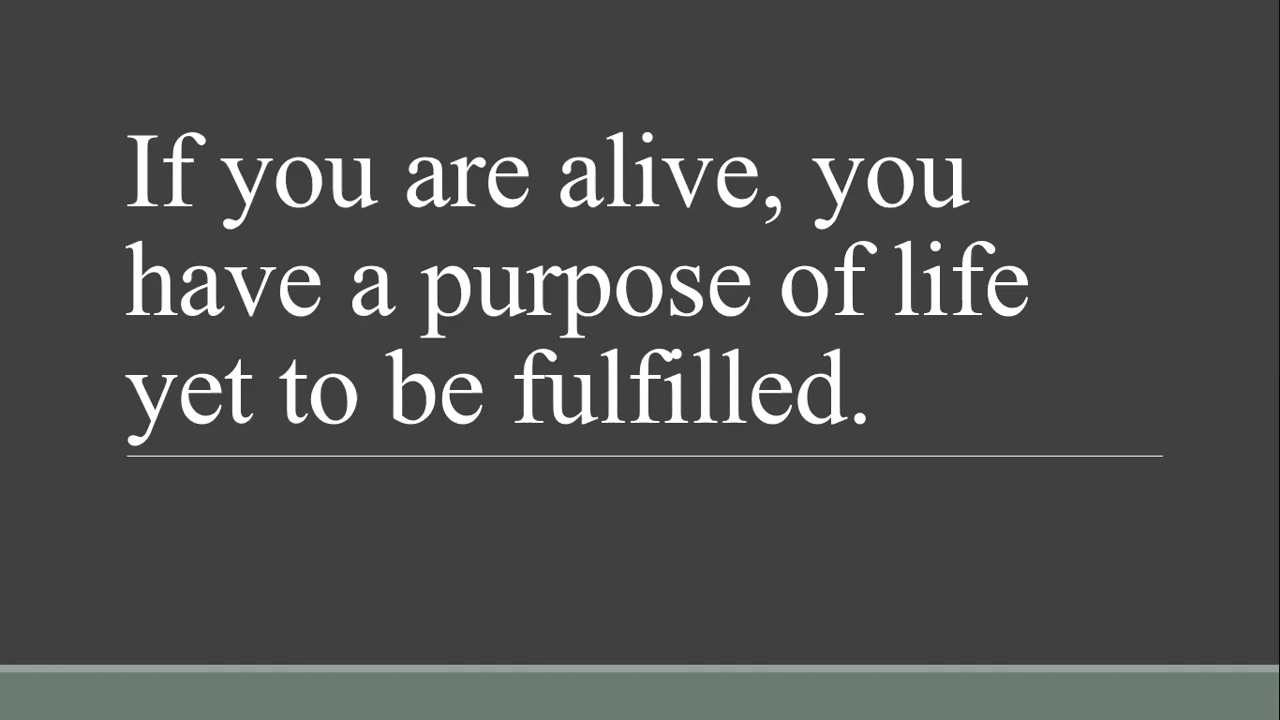 If you are alive, you
have a purpose of life
yet to be fulfilled.